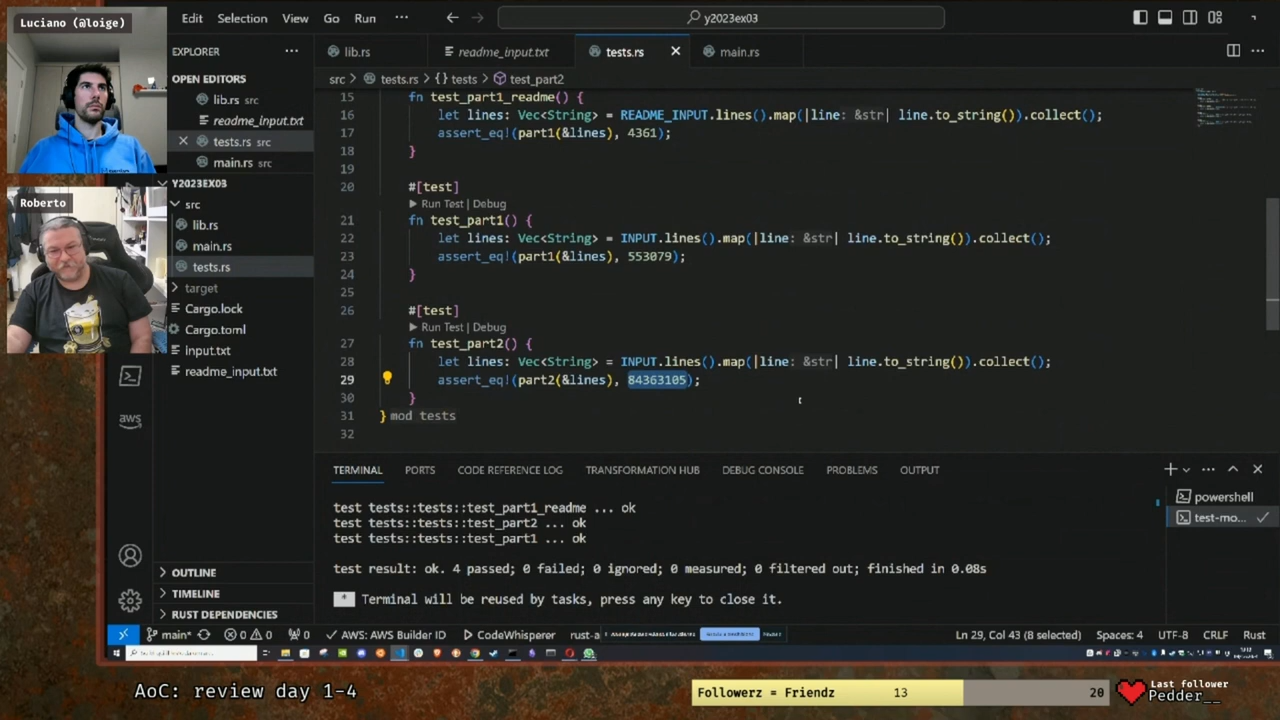 Luciano (@loige)
Roberto
Edit Selection View Go Run ...
y2023ex03
EXPLORER
OPEN EDITORS
lib.rs src
readme_input.txt
tests.rs src
main.rs src
Y2023EX03
src
lib.rs
main.rs
tests.rs
target
Cargo.lock
Cargo.toml
input.txt
readme_input.txt
aws
OUTLINE
TIMELINE
RUST DEPENDENCIES
lib.rs
readme_input.txt
tests.rs
main.rs
src > tests.rs > {} tests > test_part2
15 fn test_part1_readme() {
16 let lines: Vec<String> = README_INPUT.lines().map(|line: &str| line.to_string()).collect();
17 assert_eq!(part1(&lines), 4361);
18 }
19
20 #[test]
Run Test | Debug
21 fn test_part1() {
22 let lines: Vec<String> = INPUT.lines().map(|line: &str| line.to_string()).collect();
23 assert_eq!(part1(&lines), 553079);
24 }
25
26 #[test]
Run Test | Debug
27 fn test_part2() {
28 let lines: Vec<String> = INPUT.lines().map(|line: &str| line.to_string()).collect();
29 assert_eq!(part2(&lines), 84363105);
30 }
31 } mod tests
32
TERMINAL PORTS CODE REFERENCE LOG TRANSFORMATION HUB DEBUG CONSOLE PROBLEMS OUTPUT
test tests::tests::test_part1_readme ... ok
test tests::tests::test_part2 ... ok
test tests::tests::test_part1 ... ok
test result: ok. 4 passed; 0 failed; 0 ignored; 0 measured; 0 filtered out; finished in 0.08s
* Terminal will be reused by tasks, press any key to close it.
powershell
test-mo...
main* 0 0 0 AWS: AWS Builder ID CodeWhisperer rust-a
Ln 29, Col 43 (8 selected) Spaces: 4 UTF-8 CRLF Rust
AoC: review day 1-4
Followerz = Friendz 13 20
Last follower
Pedder__